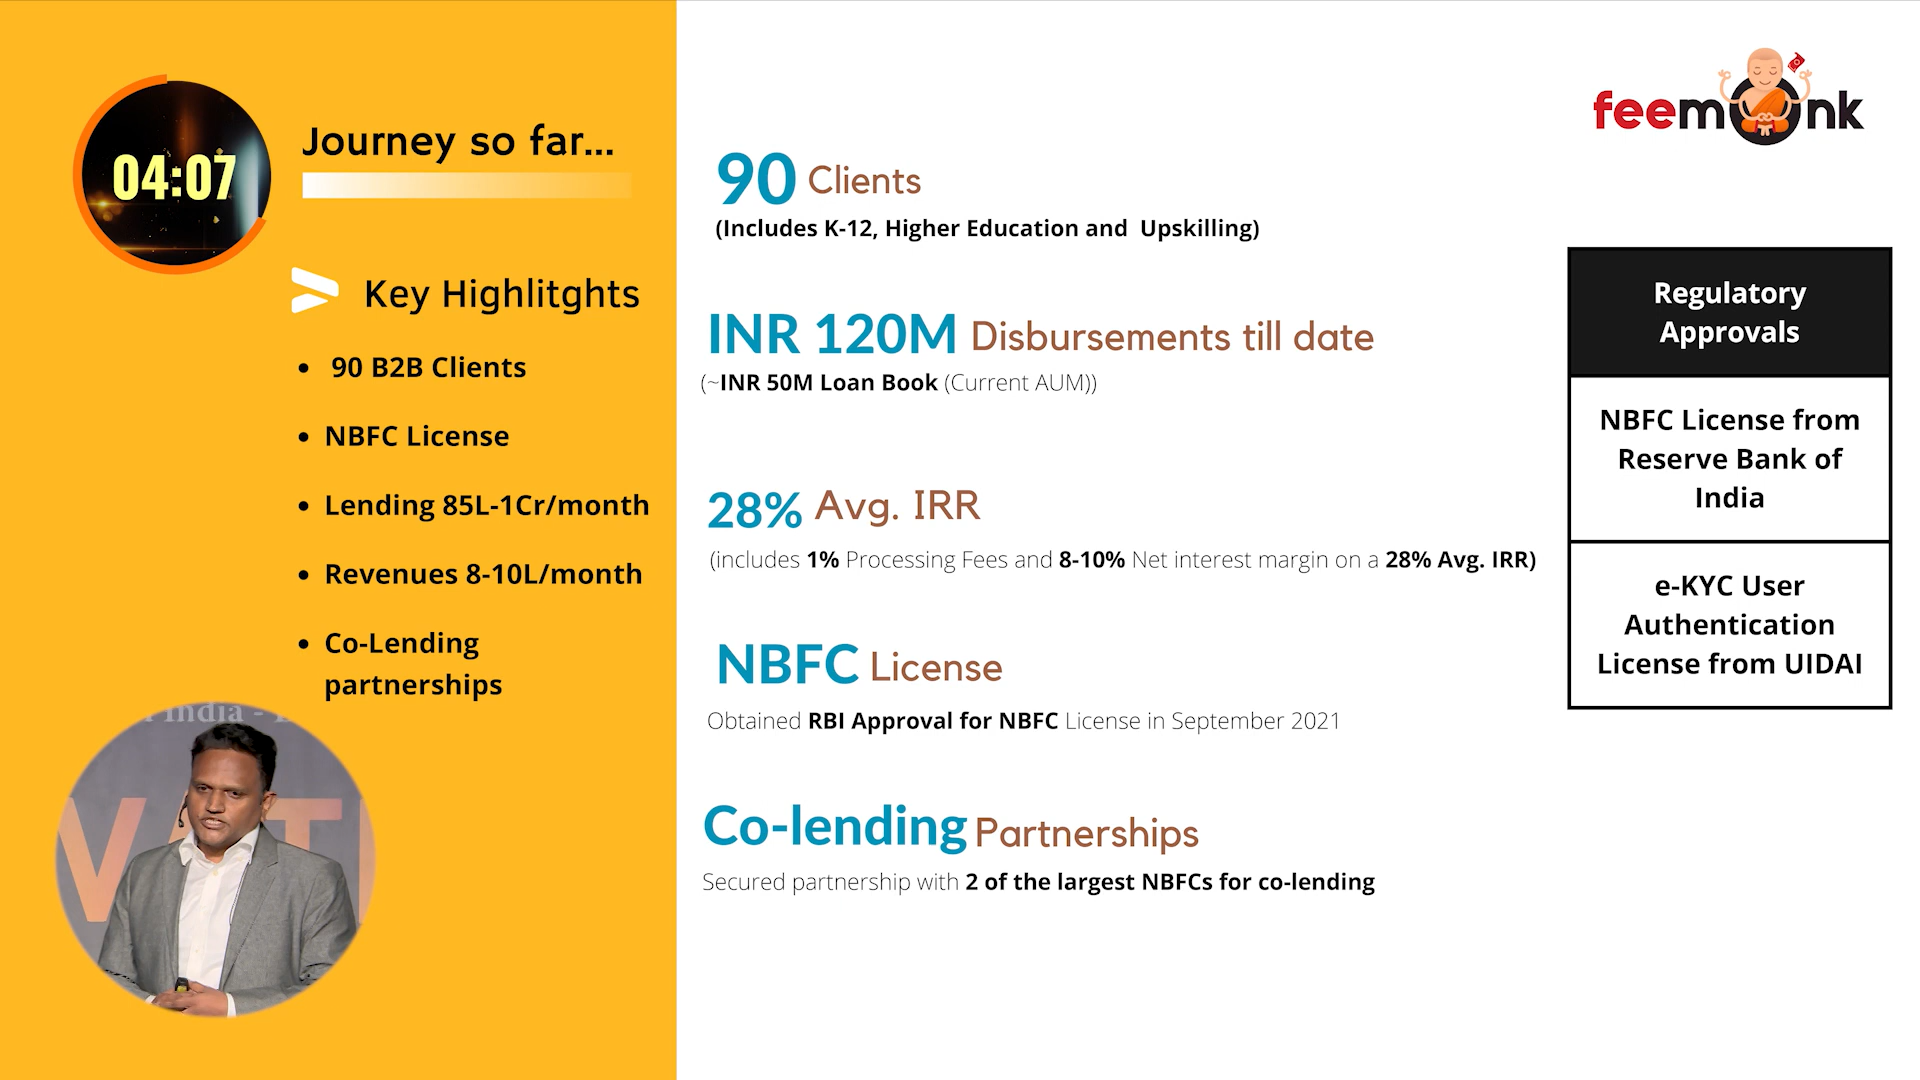 04:07
Journey so far...
Key Highlitghts
• 90 B2B Clients
• NBFC License
• Lending 85L-1Cr/month
• Revenues 8-10L/month
• Co-Lending
partnerships
India -
VATI
feemonk
90 Clients
(Includes K-12, Higher Education and Upskilling)
INR 120M Disbursements till date
(~INR 50M Loan Book (Current AUM))
28% Avg. IRR
(includes 1% Processing Fees and 8-10% Net interest margin on a 28% Avg. IRR)
NBFC License
Obtained RBI Approval for NBFC License in September 2021
Co-lending Partnerships
Secured partnership with 2 of the largest NBFCs for co-lending
Regulatory
Approvals
NBFC License from
Reserve Bank of
India
e-KYC User
Authentication
License from UIDAI